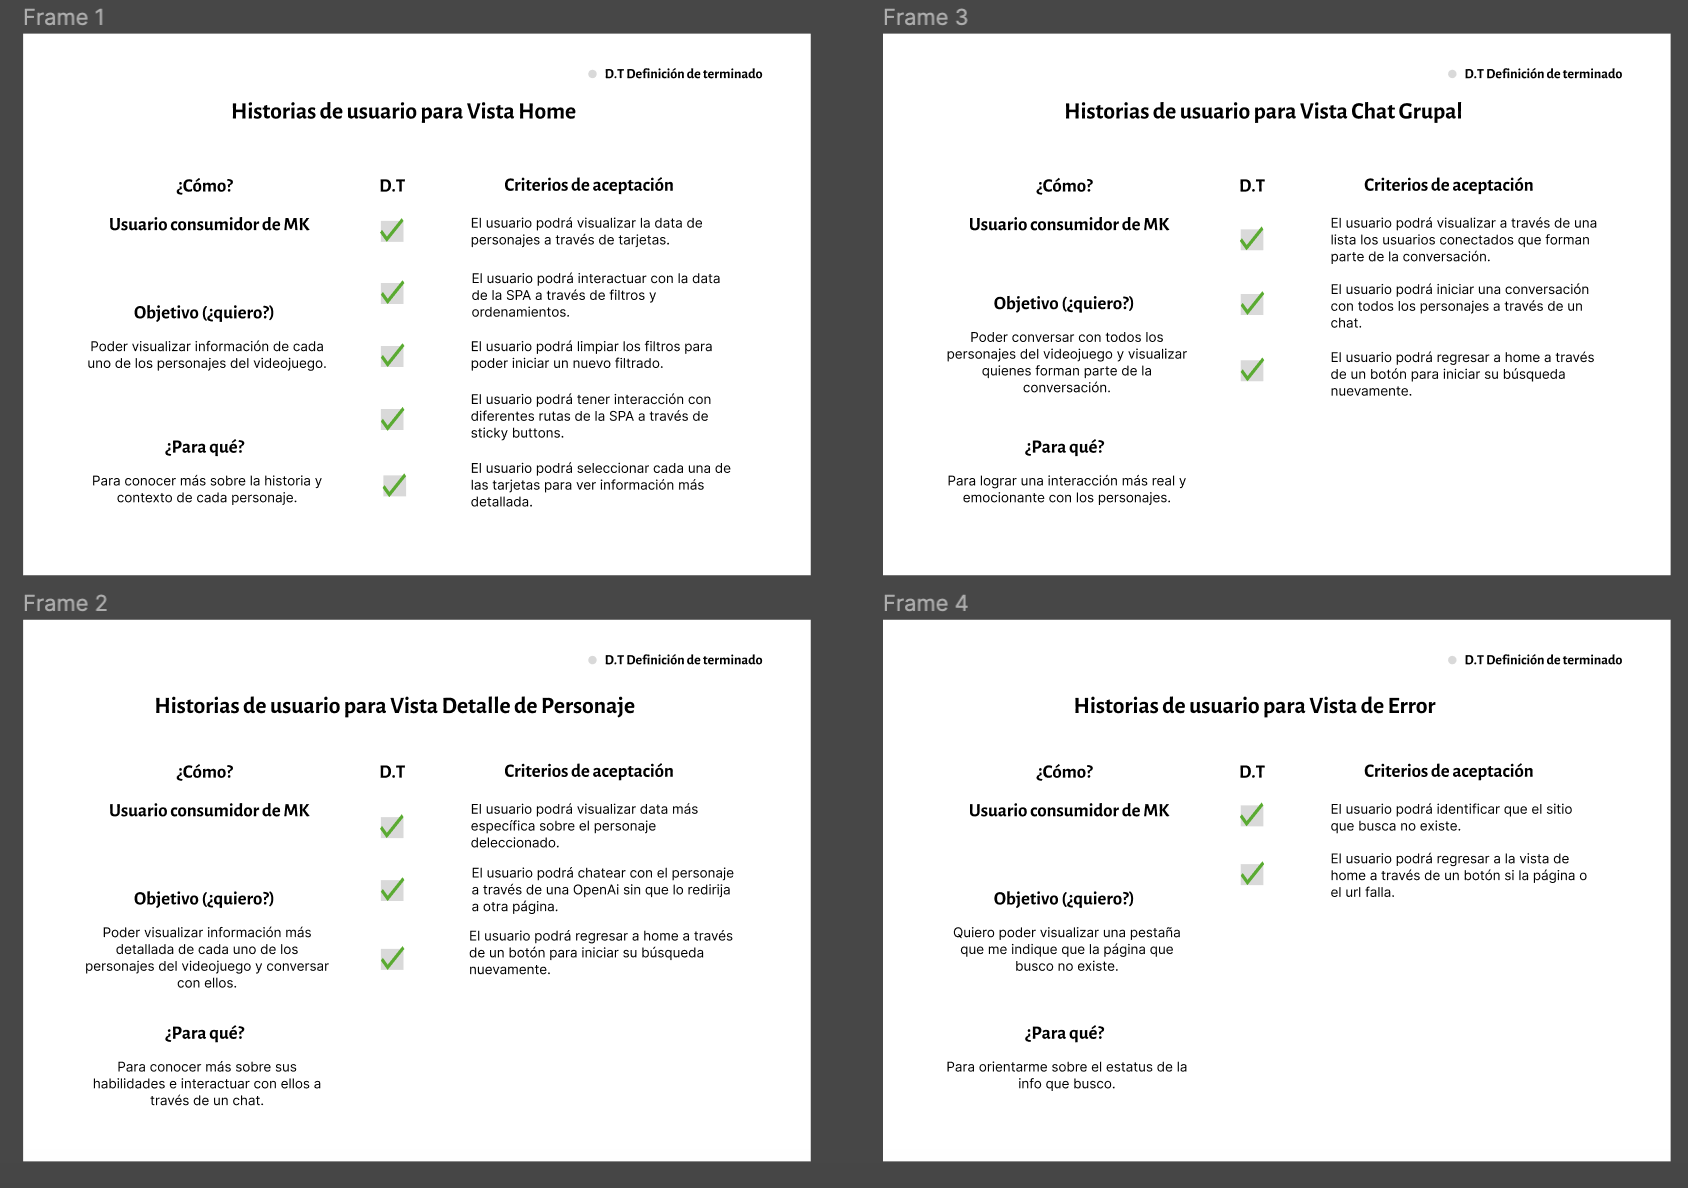 Frame 1
D.T Definición de terminado
Historias de usuario para Vista Home
¿Cómo?
Usuario consumidor de MK
Objetivo (¿quiero?)
Poder visualizar información de cada
uno de los personajes del videojuego.
¿Para qué?
Para conocer más sobre la historia y
contexto de cada personaje.
D.T
Criterios de aceptación
El usuario podrá visualizar la data de
personajes a través de tarjetas.
El usuario podrá interactuar con la data
de la SPA a través de filtros y
ordenamientos.
El usuario podrá limpiar los filtros para
poder iniciar un nuevo filtrado.
El usuario podrá tener interacción con
diferentes rutas de la SPA a través de
sticky buttons.
El usuario podrá seleccionar cada una de
las tarjetas para ver información más
detallada.
Frame 3
D.T Definición de terminado
Historias de usuario para Vista Chat Grupal
¿Cómo?
Usuario consumidor de MK
Objetivo (¿quiero?)
Poder conversar con todos los
personajes del videojuego y visualizar
quienes forman parte de la
conversación.
¿Para qué?
Para lograr una interacción más real y
emocionante con los personajes.
D.T
Criterios de aceptación
El usuario podrá visualizar a través de una
lista los usuarios conectados que forman
parte de la conversación.
El usuario podrá iniciar una conversación
con todos los personajes a través de un
chat.
El usuario podrá regresar a home a través
de un botón para iniciar su búsqueda
nuevamente.
Frame 2
D.T Definición de terminado
Historias de usuario para Vista Detalle de Personaje
¿Cómo?
Usuario consumidor de MK
Objetivo (¿quiero?)
Poder visualizar información más
detallada de cada uno de los
personajes del videojuego y conversar
con ellos.
¿Para qué?
Para conocer más sobre sus
habilidades e interactuar con ellos a
través de un chat.
D.T
Criterios de aceptación
El usuario podrá visualizar data más
específica sobre el personaje
deleccionado.
El usuario podrá chatear con el personaje
a través de una OpenAi sin que lo redirija
a otra página.
El usuario podrá regresar a home a través
de un botón para iniciar su búsqueda
nuevamente.
Frame 4
D.T Definición de terminado
Historias de usuario para Vista de Error
¿Cómo?
Usuario consumidor de MK
Objetivo (¿quiero?)
Quiero poder visualizar una pestaña
que me indique que la página que
busco no existe.
¿Para qué?
Para orientarme sobre el estatus de la
info que busco.
D.T
Criterios de aceptación
El usuario podrá identificar que el sitio
que busca no existe.
El usuario podrá regresar a la vista de
home a través de un botón si la página o
el url falla.